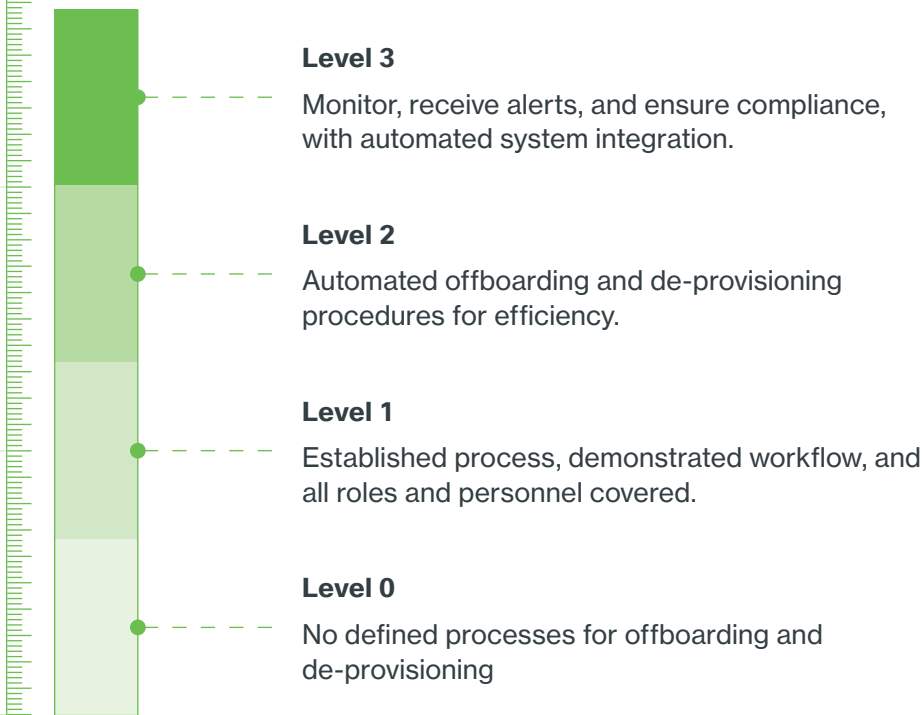 Level 3
Monitor, receive alerts, and ensure compliance,
with automated system integration.
Level 2
Automated offboarding and de-provisioning
procedures for efficiency.
Level 1
Established process, demonstrated workflow, and
all roles and personnel covered.
Level 0
No defined processes for offboarding and
de-provisioning